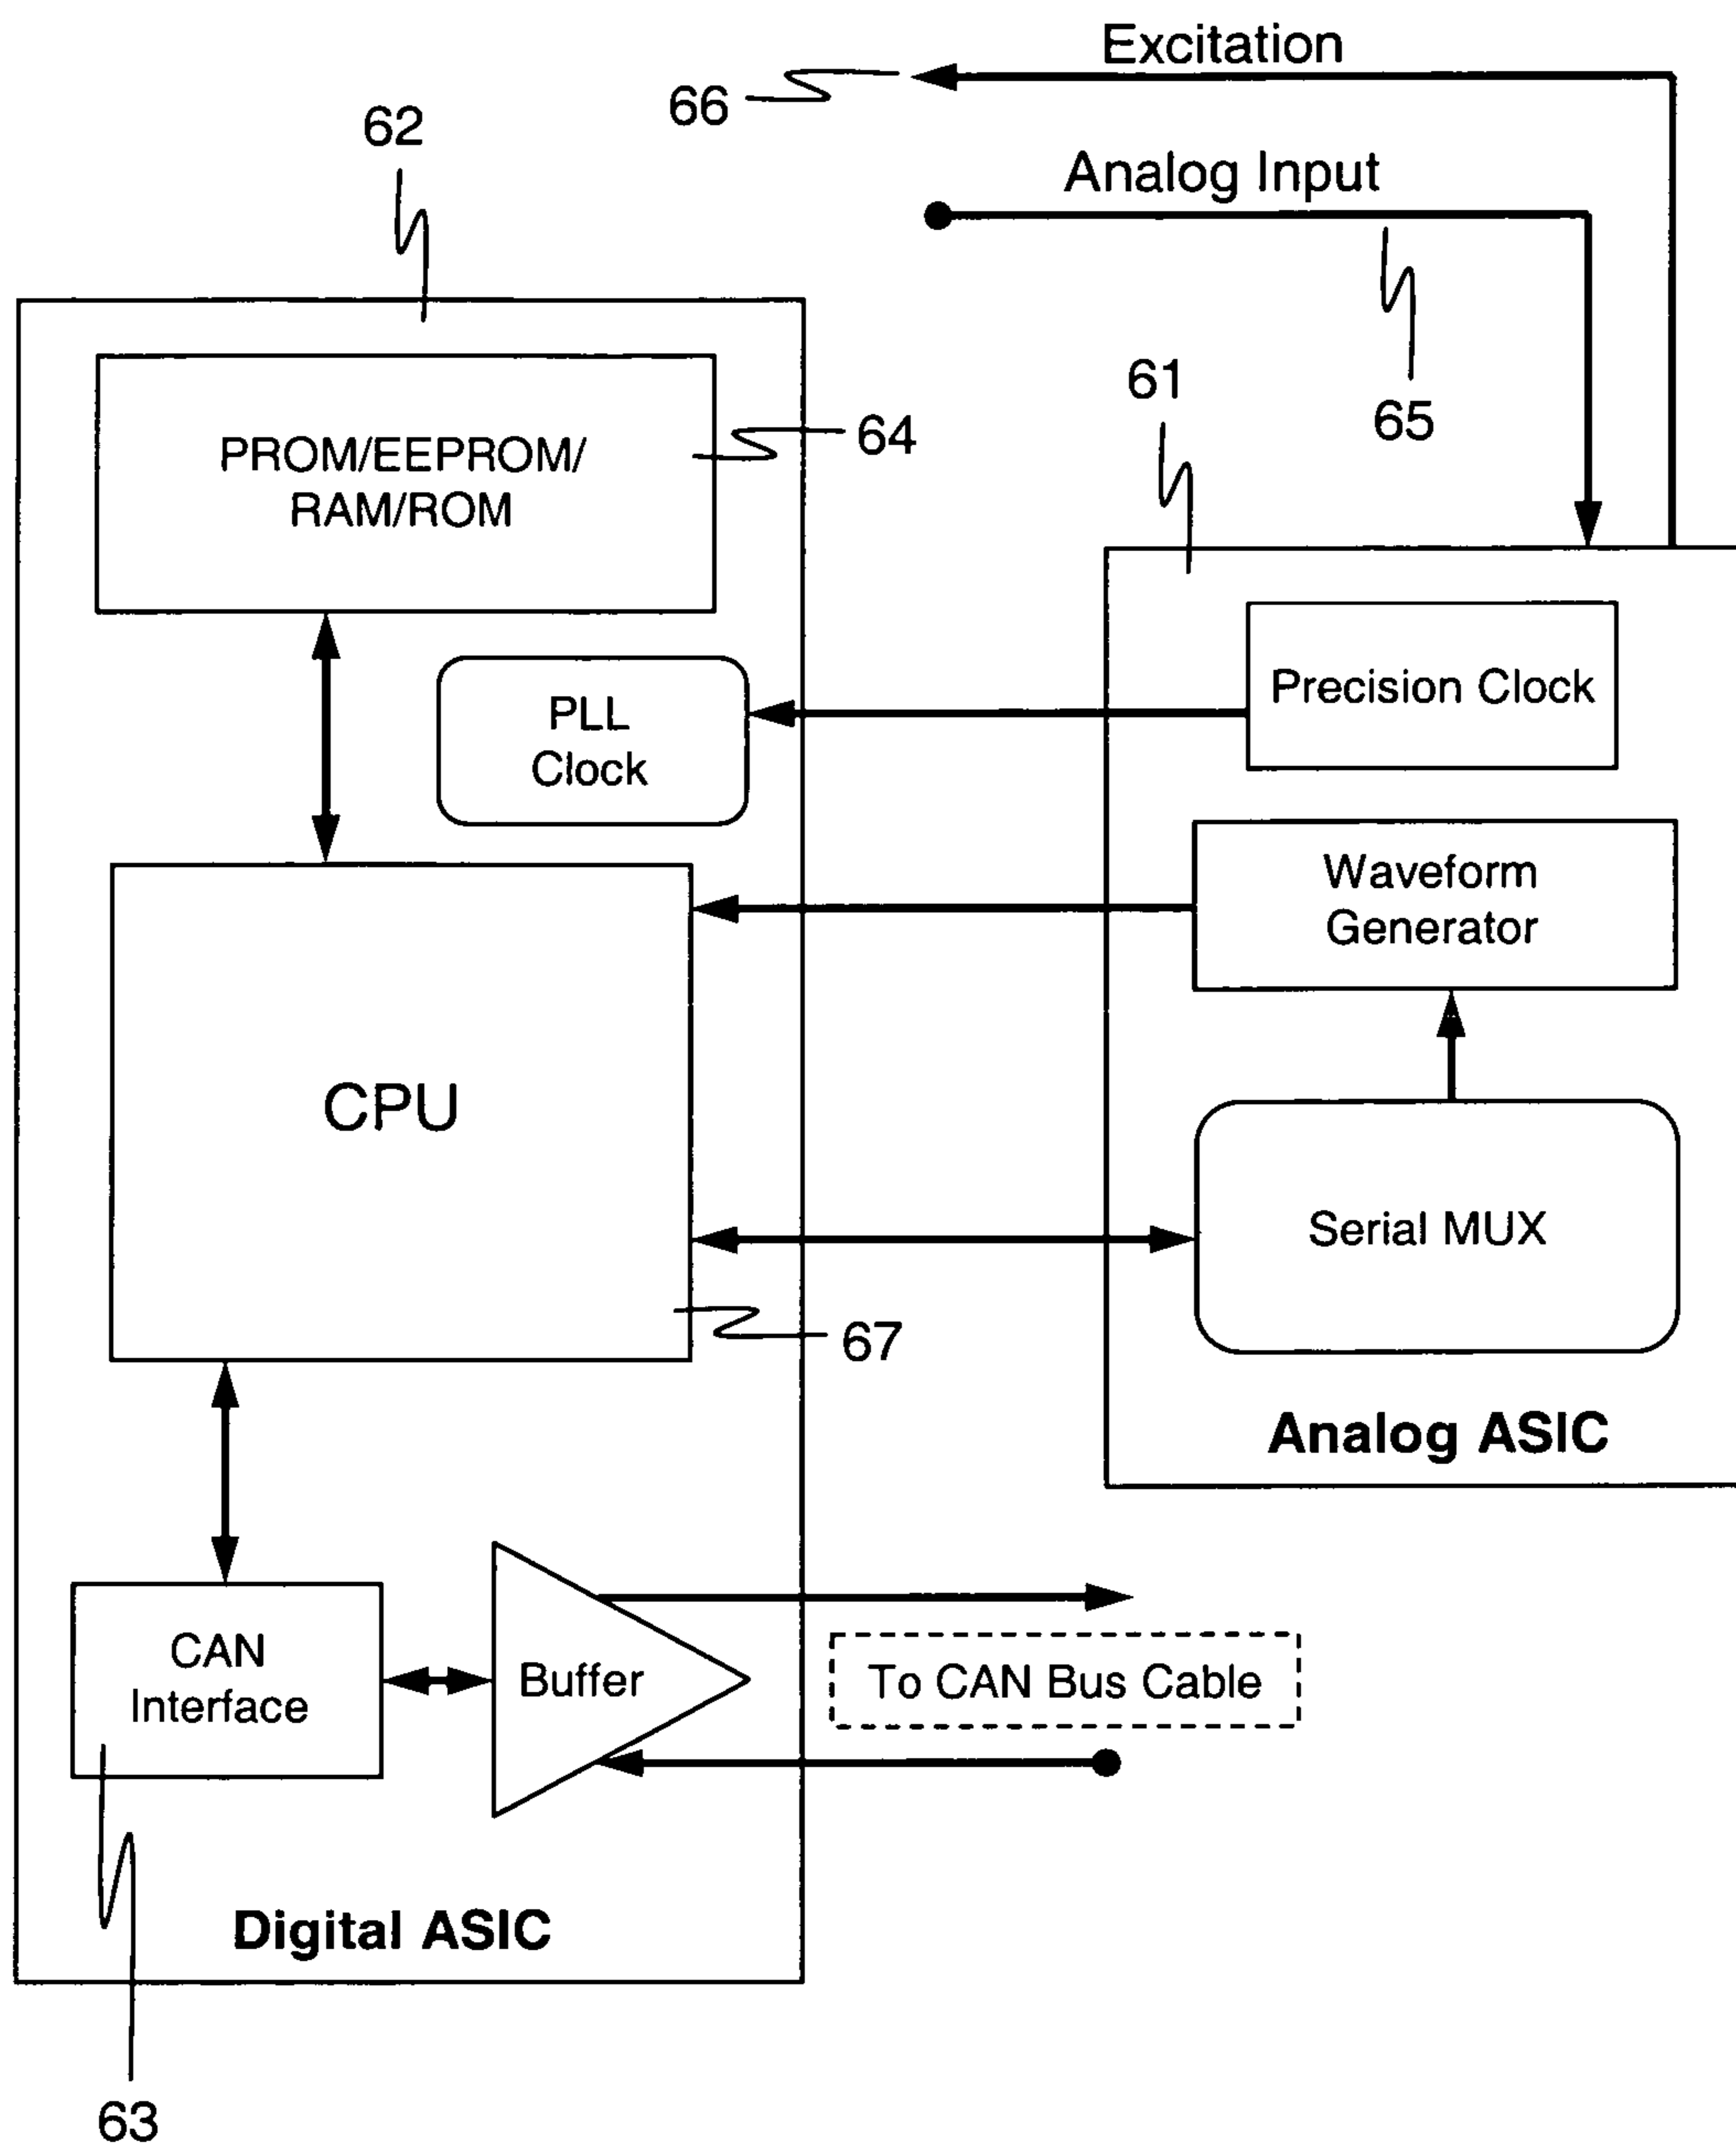 Excitation
66
62
Analog Input
61
65
PROM/EEPROM/
RAM/ROM
64
Precision Clock
PLL
Clock
Waveform
Generator
CPU
Serial MUX
67
Analog ASIC
CAN
Interface
Buffer
To CAN Bus Cable
Digital ASIC
63